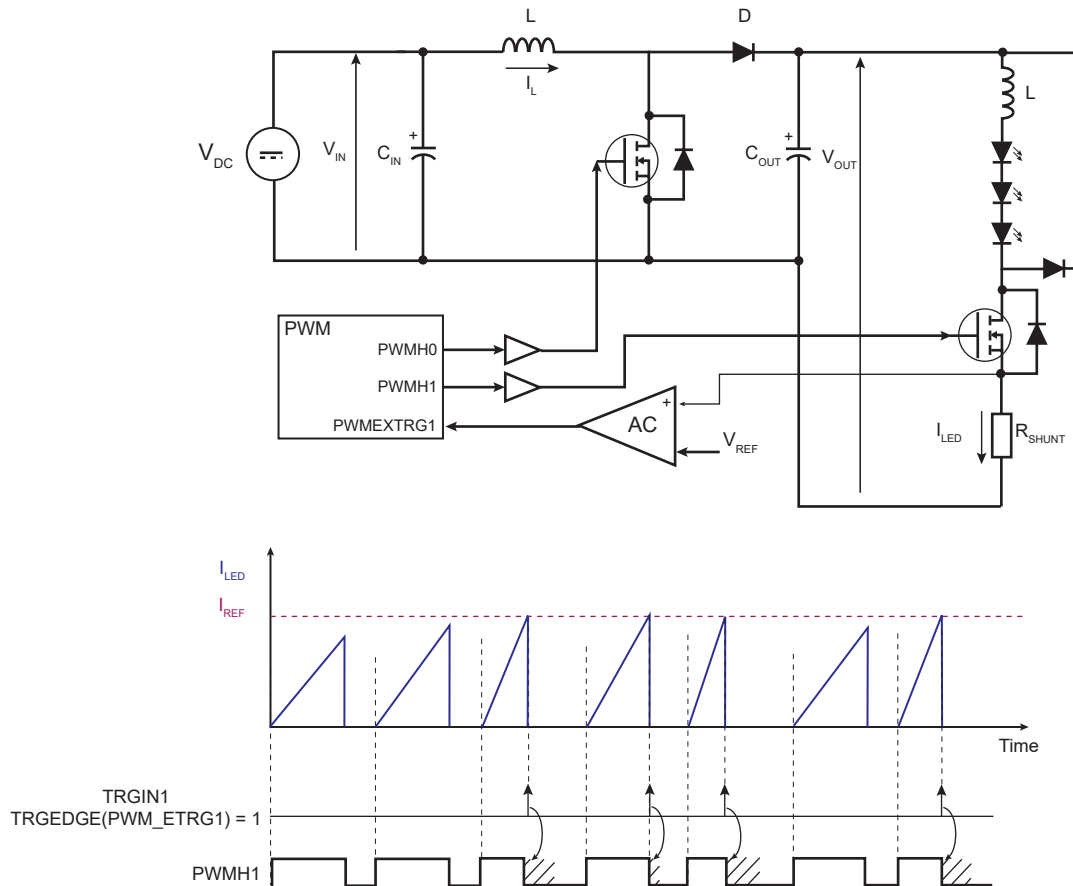 L
D
I_L
L
V_DC
V_IN
+
C_IN
+
C_OUT
V_OUT
PWM
PWMH0
PWMH1
PWMEXTRG1
+
AC
V_REF
I_LED
R_SHUNT
I_LED
I_REF
Time
TRGIN1
TRGEDGE(PWM_ETRG1) = 1
PWMH1